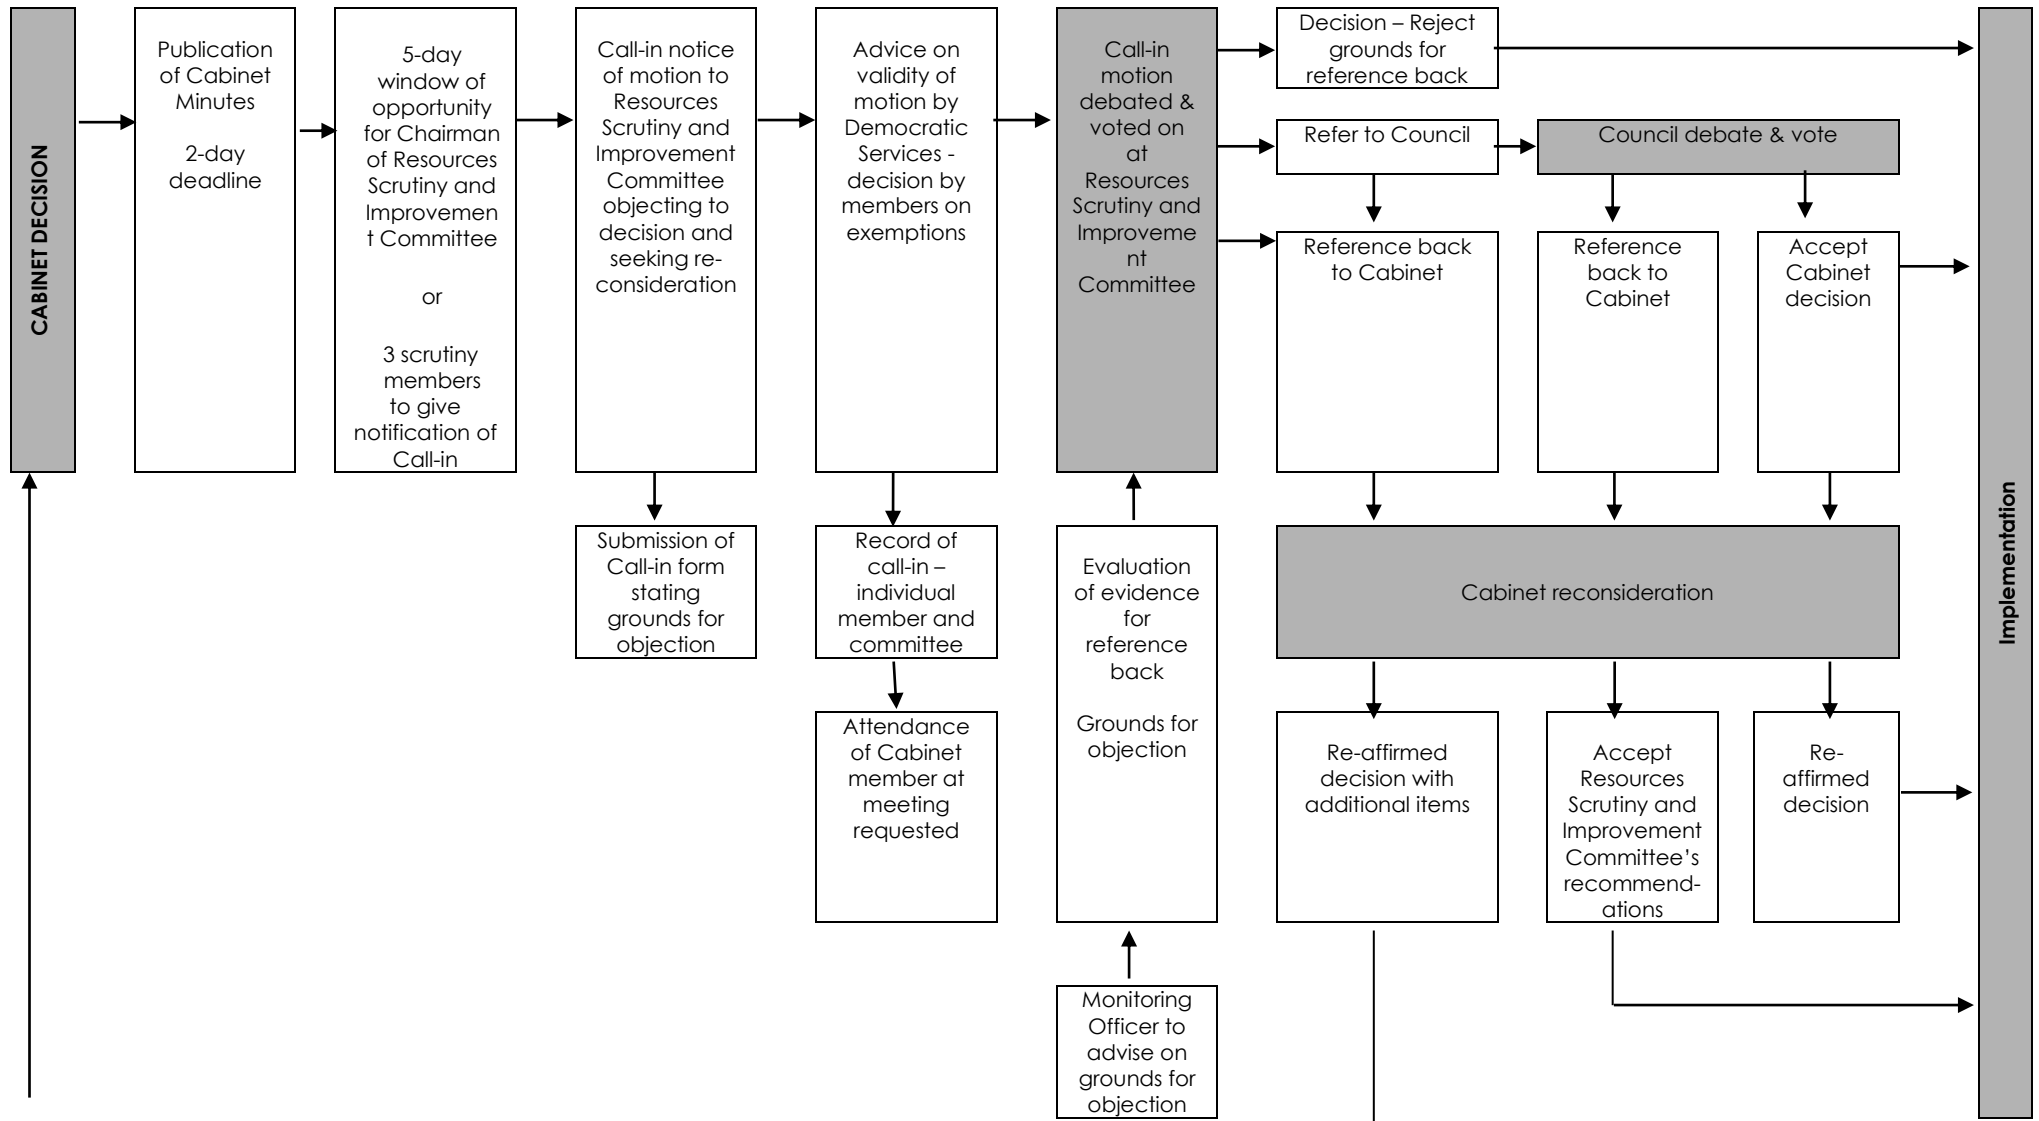 CABINET DECISION
Publication
of Cabinet
Minutes
2-day
deadline
5-day
window of
opportunity
for Chairman
of Resources
Scrutiny and
Improvemen
t Committee
or
3 scrutiny
members
to give
notification of
Call-in
Call-in notice
of motion to
Resources
Scrutiny and
Improvement
Committee
objecting to
decision and
seeking re-
consideration
Submission of
Call-in form
stating
grounds for
objection
Advice on
validity of
motion by
Democratic
Services -
decision by
members on
exemptions
Record of
call-in –
individual
member and
committee
Attendance
of Cabinet
member at
meeting
requested
Call-in
motion
debated &
voted on
at
Resources
Scrutiny and
Improveme
nt
Committee
Evaluation
of evidence
for
reference
back
Grounds for
objection
Monitoring
Officer to
advise on
grounds for
objection
Decision – Reject
grounds for
reference back
Refer to Council
Council debate & vote
Reference back
to Cabinet
Reference
back to
Cabinet
Accept
Cabinet
decision
Cabinet reconsideration
Re-affirmed
decision with
additional items
Accept
Resources
Scrutiny and
Improvement
Committee’s
recommend-
ations
Re-
affirmed
decision
Implementation